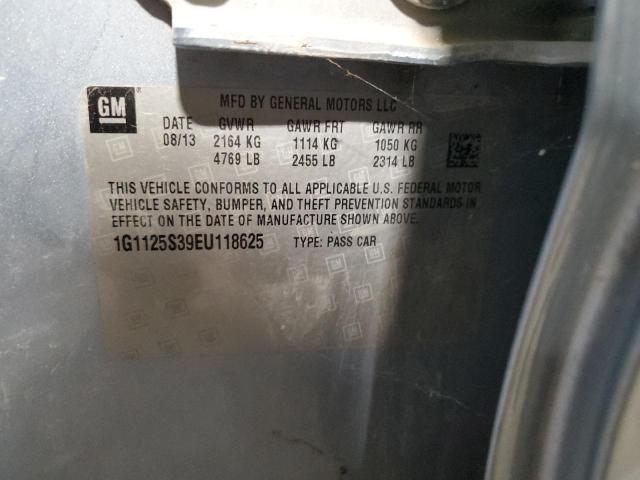 GM
MFD BY GENERAL MOTORS LLC
DATE GVWR GAWR FRT GAWR RR
08/13 2164 KG 1114 KG 1050 KG
4769 LB 2455 LB 2314 LB
THIS VEHICLE CONFORMS TO ALL APPLICABLE U.S. FEDERAL MOTOR
VEHICLE SAFETY, BUMPER, AND THEFT PREVENTION STANDARDS IN
EFFECT ON THE DATE OF MANUFACTURE SHOWN ABOVE.
1G1125S39EU118625 TYPE: PASS CAR